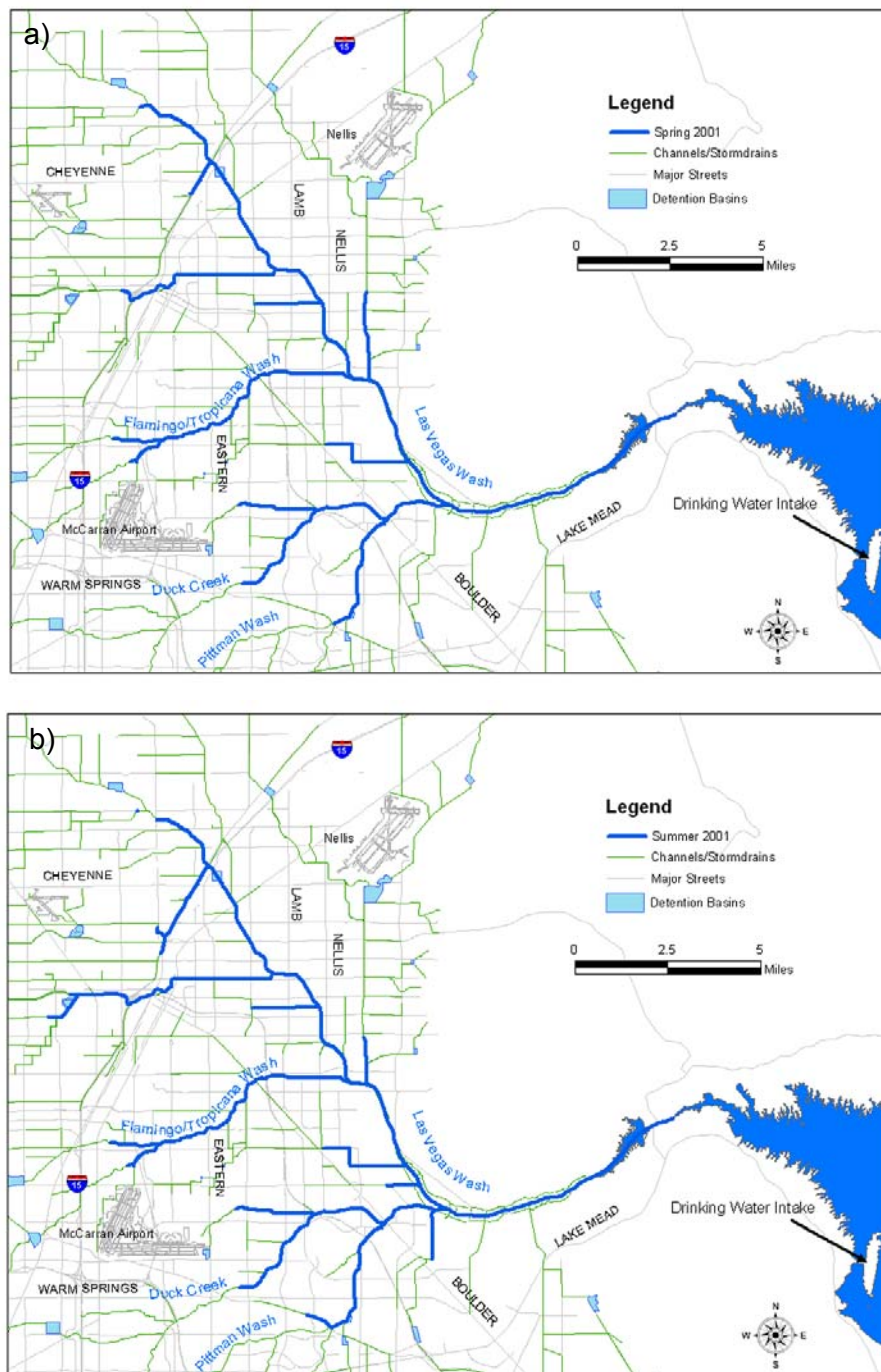 a)
15
Nellis
CHEYENNE
LAMB
NELLIS
Legend
Spring 2001
Channels/Stormdrains
Major Streets
Detention Basins
0 2.5 5
Miles
Flamingo/Tropicana Wash
EASTERN
Las Vegas Wash
15
McCarran Airport
WARM SPRINGS
Duck Creek
Pittman Wash
BOULDER
LAKE MEAD
Drinking Water Intake
N
W E
S
b)
15
Nellis
CHEYENNE
LAMB
NELLIS
Legend
Summer 2001
Channels/Stormdrains
Major Streets
Detention Basins
0 2.5 5
Miles
Flamingo/Tropicana Wash
EASTERN
Las Vegas Wash
15
McCarran Airport
WARM SPRINGS
Duck Creek
Pittman Wash
BOULDER
LAKE MEAD
Drinking Water Intake
N
W E
S